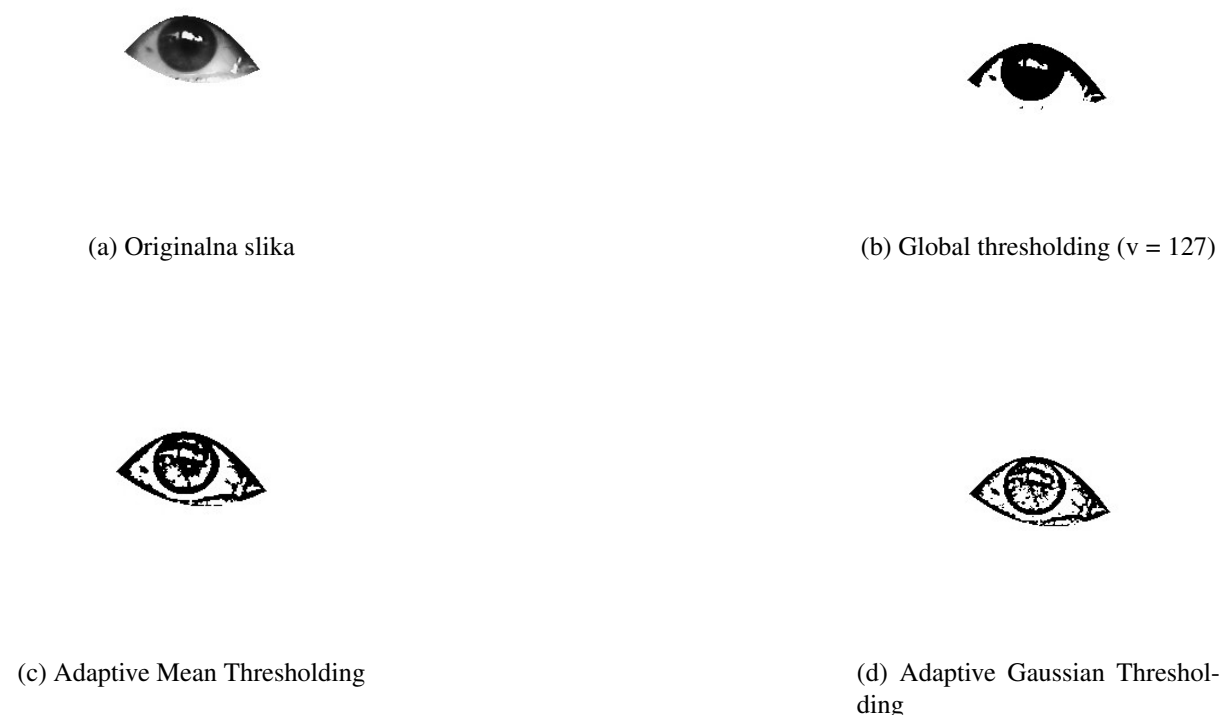 (a) Originalna slika
(b) Global thresholding (v = 127)
(c) Adaptive Mean Thresholding
(d) Adaptive Gaussian Threshol-
ding